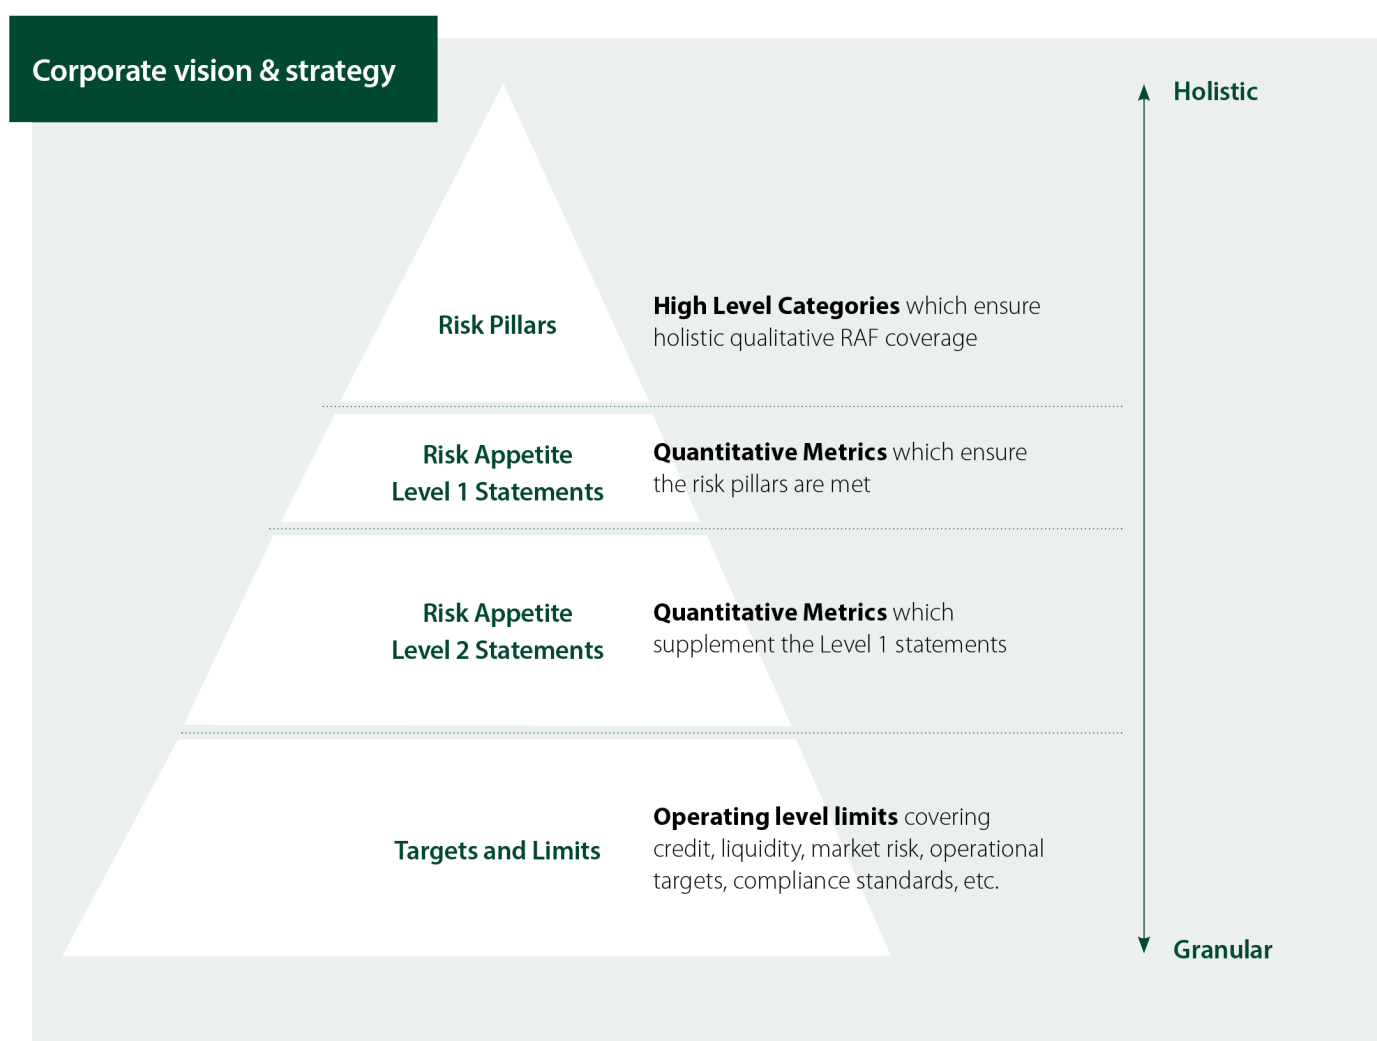 Corporate vision & strategy
Holistic
Risk Pillars
High Level Categories which ensure
holistic qualitative RAF coverage
Risk Appetite
Level 1 Statements
Quantitative Metrics which ensure
the risk pillars are met
Risk Appetite
Level 2 Statements
Quantitative Metrics which
supplement the Level 1 statements
Targets and Limits
Operating level limits covering
credit, liquidity, market risk, operational
targets, compliance standards, etc.
Granular